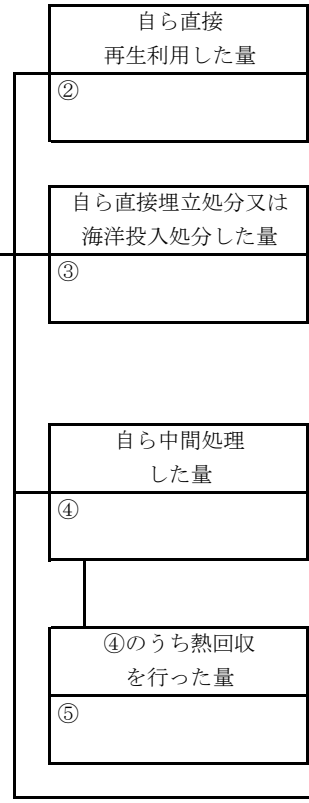 自ら直接
再生利用した量
②
自ら直接埋立処分又は
海洋投入処分した量
③
自ら中間処理
した量
④
④のうち熱回収
を行った量
⑤